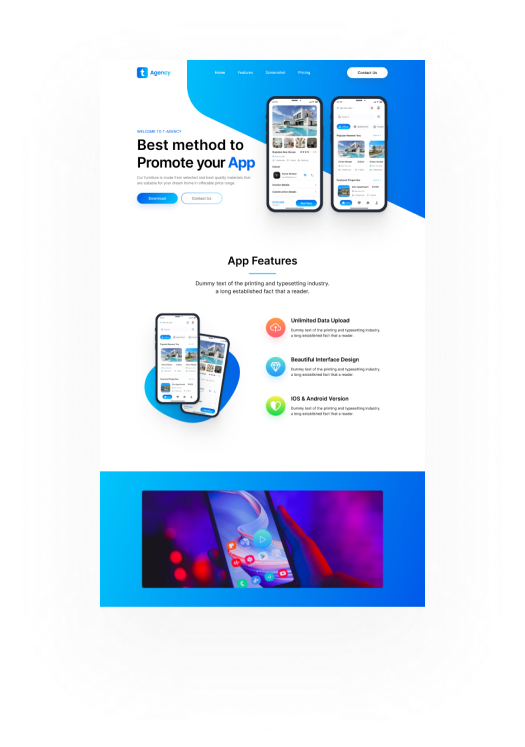 t Agency
Home Features Screenshot Pricing
Contact Us
WELCOME TO T-AGENCY
Best method to
Promote your App
Our furniture is made from selected and best quality materials that
are suitable for your dream home in affordable price range
Download
Contact Us
App Features
Dummy text of the printing and typesetting industry.
a long established fact that a reader.
Unlimited Data Upload
Dummy text of the printing and typesetting industry.
a long established fact that a reader.
Beautiful Interface Design
Dummy text of the printing and typesetting industry.
a long established fact that a reader.
IOS & Android Version
Dummy text of the printing and typesetting industry.
a long established fact that a reader.